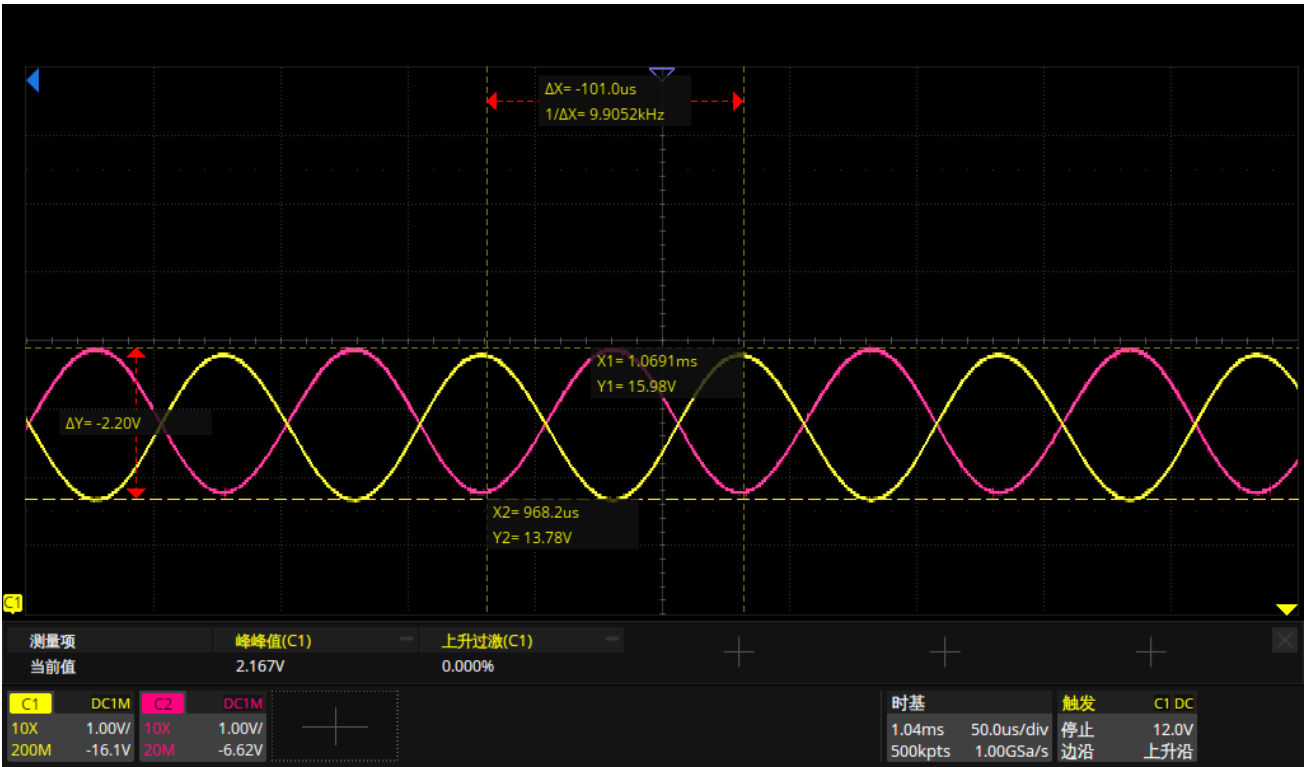 ΔX= -101.0us
1/ΔX= 9.9052kHz
X1= 1.0691ms
Y1= 15.98V
ΔY= -2.20V
X2= 968.2us
Y2= 13.78V
C1
测量项 峰峰值(C1) 上升过激(C1)
当前值 2.167V 0.000%
C1 DC1M C2 DC1M 时基 触发 C1 DC
10X 1.00V/ 10X 1.00V/ 1.04ms 50.0us/div 停止 12.0V
200M -16.1V 20M -6.62V 500kpts 1.00GSa/s 边沿 上升沿